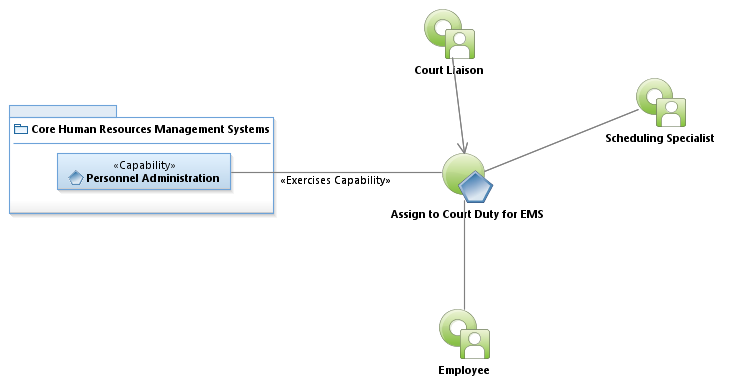 Court Liaison
Scheduling Specialist
Core Human Resources Management Systems
«Capability»
Personnel Administration
«Exercises Capability»
Assign to Court Duty for EMS
Employee